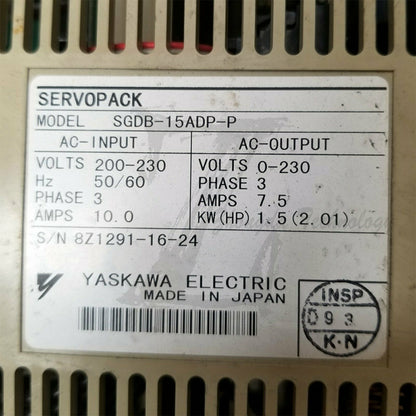 SERVOPACK
MODEL SGDB-15ADP-P
AC-INPUT AC-OUTPUT
VOLTS 200-230 VOLTS 0-230
Hz 50/60 PHASE 3
PHASE 3 AMPS 7.5
AMPS 10.0 KW(HP) 1.5(2.01)
S/N 8Z1291-16-24
YASKAWA ELECTRIC
MADE IN JAPAN
INSP
D93
K·N